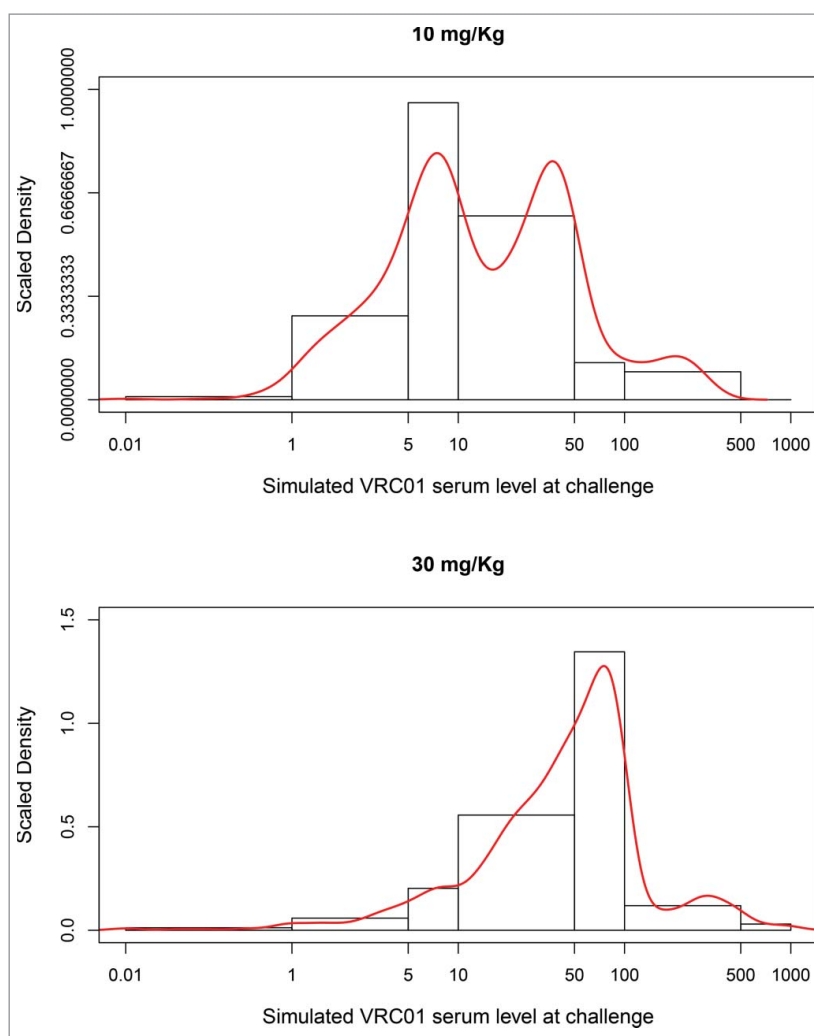 10 mg/Kg
Scaled Density
1.0000000
0.6666667
0.3333333
0.0000000
0.01 1 5 10 50 100 500 1000
Simulated VRC01 serum level at challenge
30 mg/Kg
Scaled Density
1.5
1.0
0.5
0.0
0.01 1 5 10 50 100 500 1000
Simulated VRC01 serum level at challenge